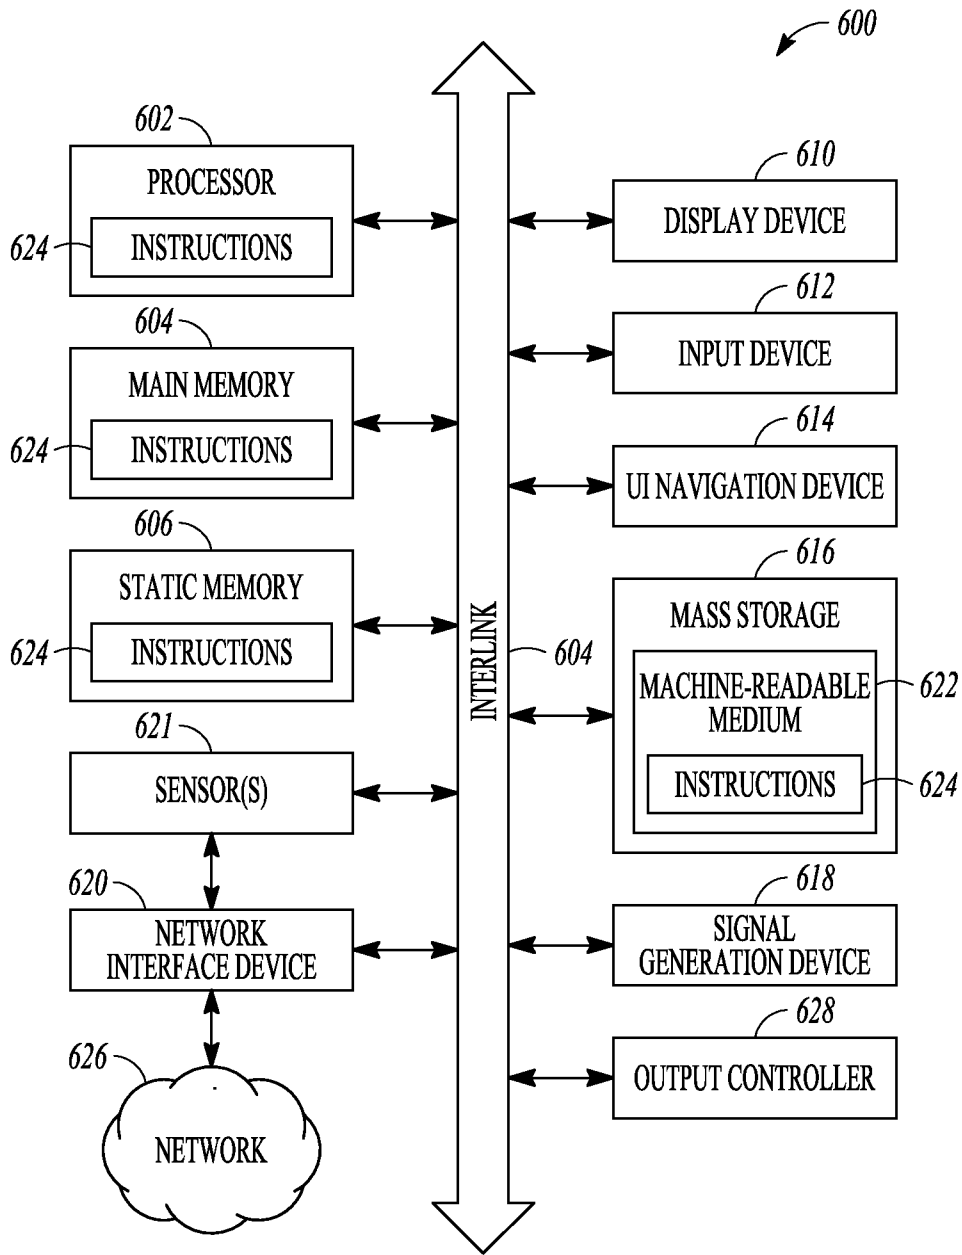 600
602
PROCESSOR
624
INSTRUCTIONS
604
MAIN MEMORY
624
INSTRUCTIONS
606
STATIC MEMORY
624
INSTRUCTIONS
621
SENSOR(S)
620
NETWORK
INTERFACE DEVICE
626
NETWORK
INTERLINK
604
610
DISPLAY DEVICE
612
INPUT DEVICE
614
UI NAVIGATION DEVICE
616
MASS STORAGE
MACHINE-READABLE
MEDIUM
622
INSTRUCTIONS
624
618
SIGNAL
GENERATION DEVICE
628
OUTPUT CONTROLLER